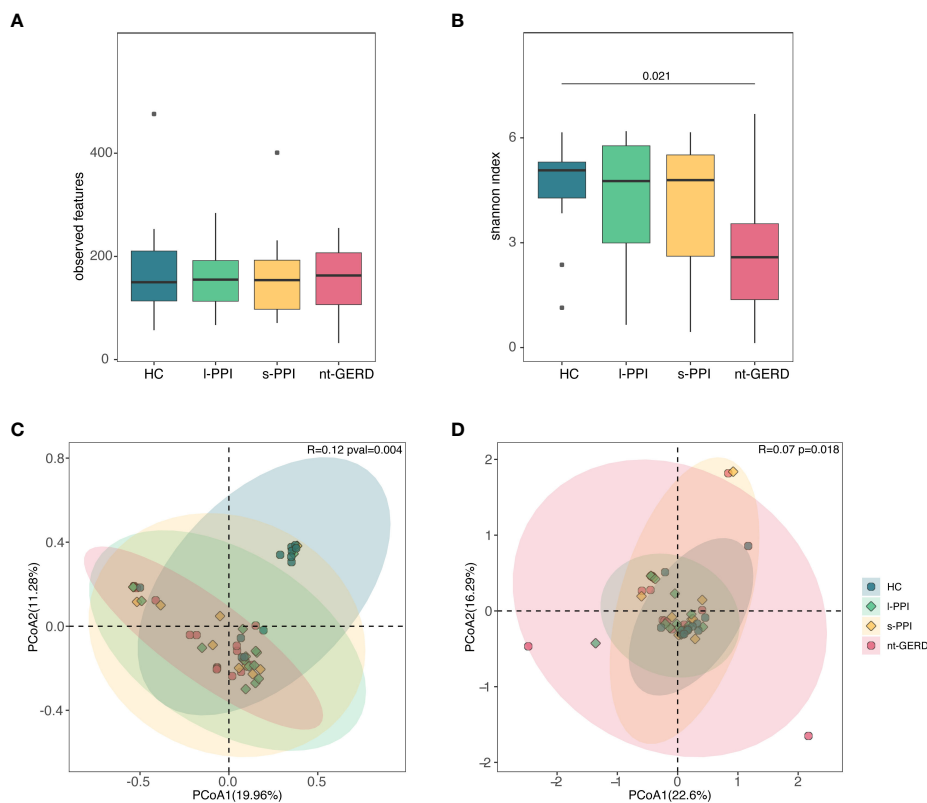 A
observed features
400
200
0
HC
l-PPI
s-PPI
nt-GERD
B
0.021
shannon index
6
3
0
HC
l-PPI
s-PPI
nt-GERD
C
R=0.12 pval=0.004
PCoA2(11.28%)
0.8
0.4
0.0
-0.4
-0.5
0.0
0.5
PCoA1(19.96%)
D
R=0.07 p=0.018
PCoA2(16.29%)
2
1
0
-1
-2
-2
-1
0
1
2
PCoA1(22.6%)
HC
l-PPI
s-PPI
nt-GERD